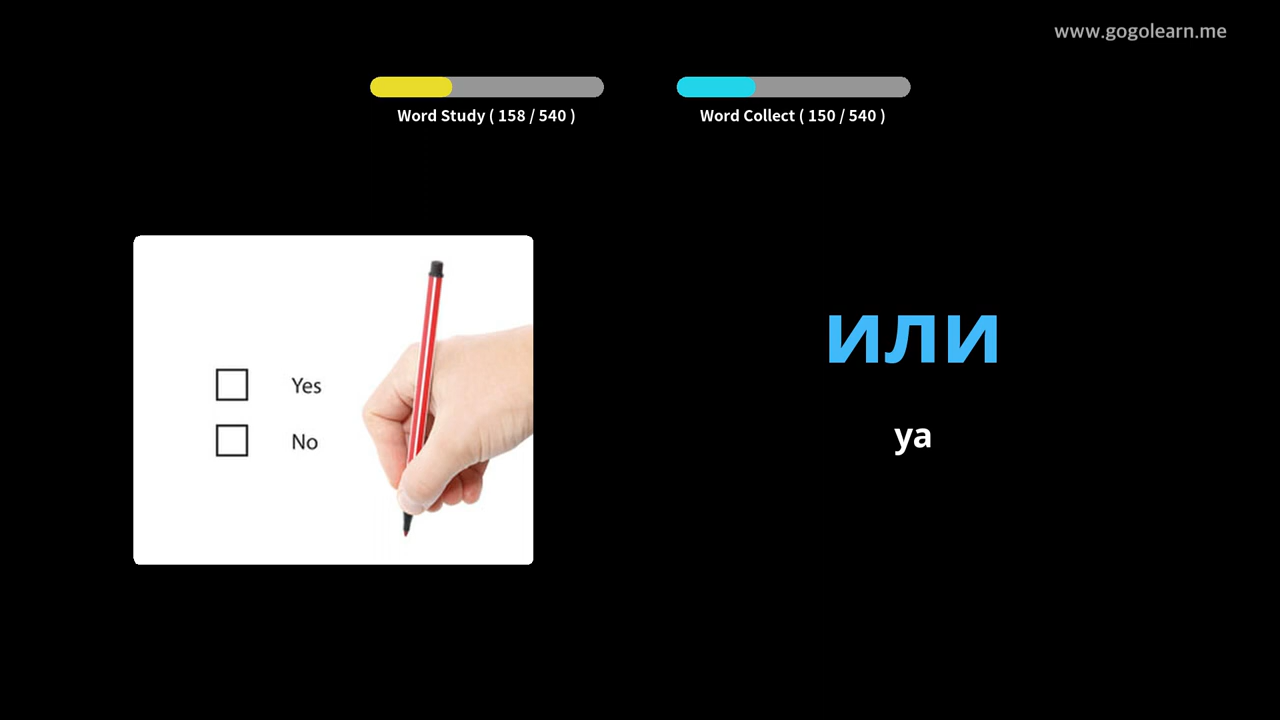 www.gogolearn.me
Word Study ( 158 / 540 )
Word Collect ( 150 / 540 )
Yes
No
или
ya